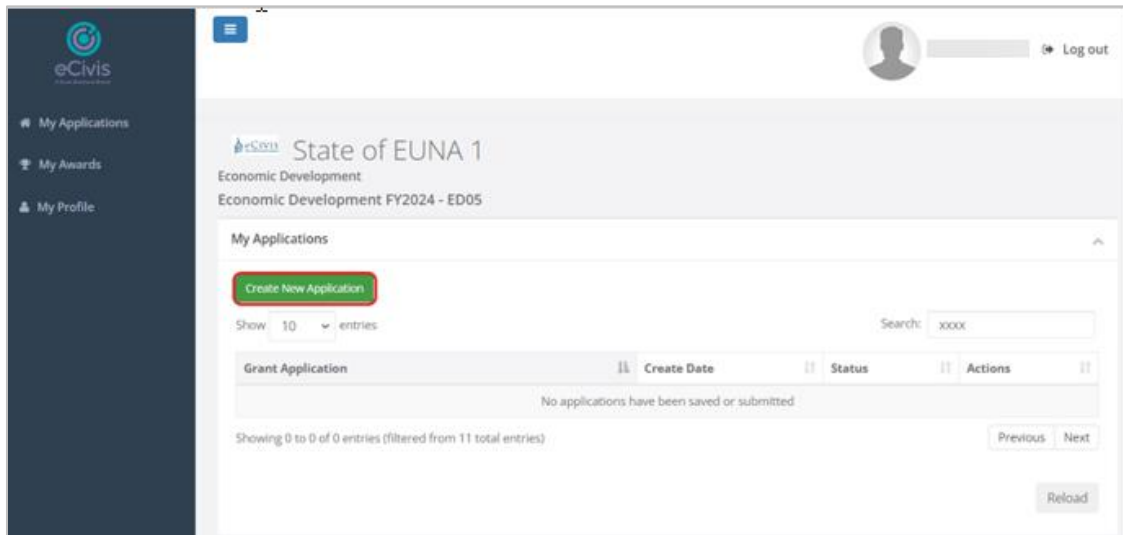 eCivis
Log out
My Applications
My Awards
My Profile
eCivis State of EUNA 1
Economic Development
Economic Development FY2024 - ED05
My Applications
Create New Application
Show 10 entries
Search: xxxx
Grant Application Create Date Status Actions
No applications have been saved or submitted
Showing 0 to 0 of 0 entries (filtered from 11 total entries)
Previous Next
Reload